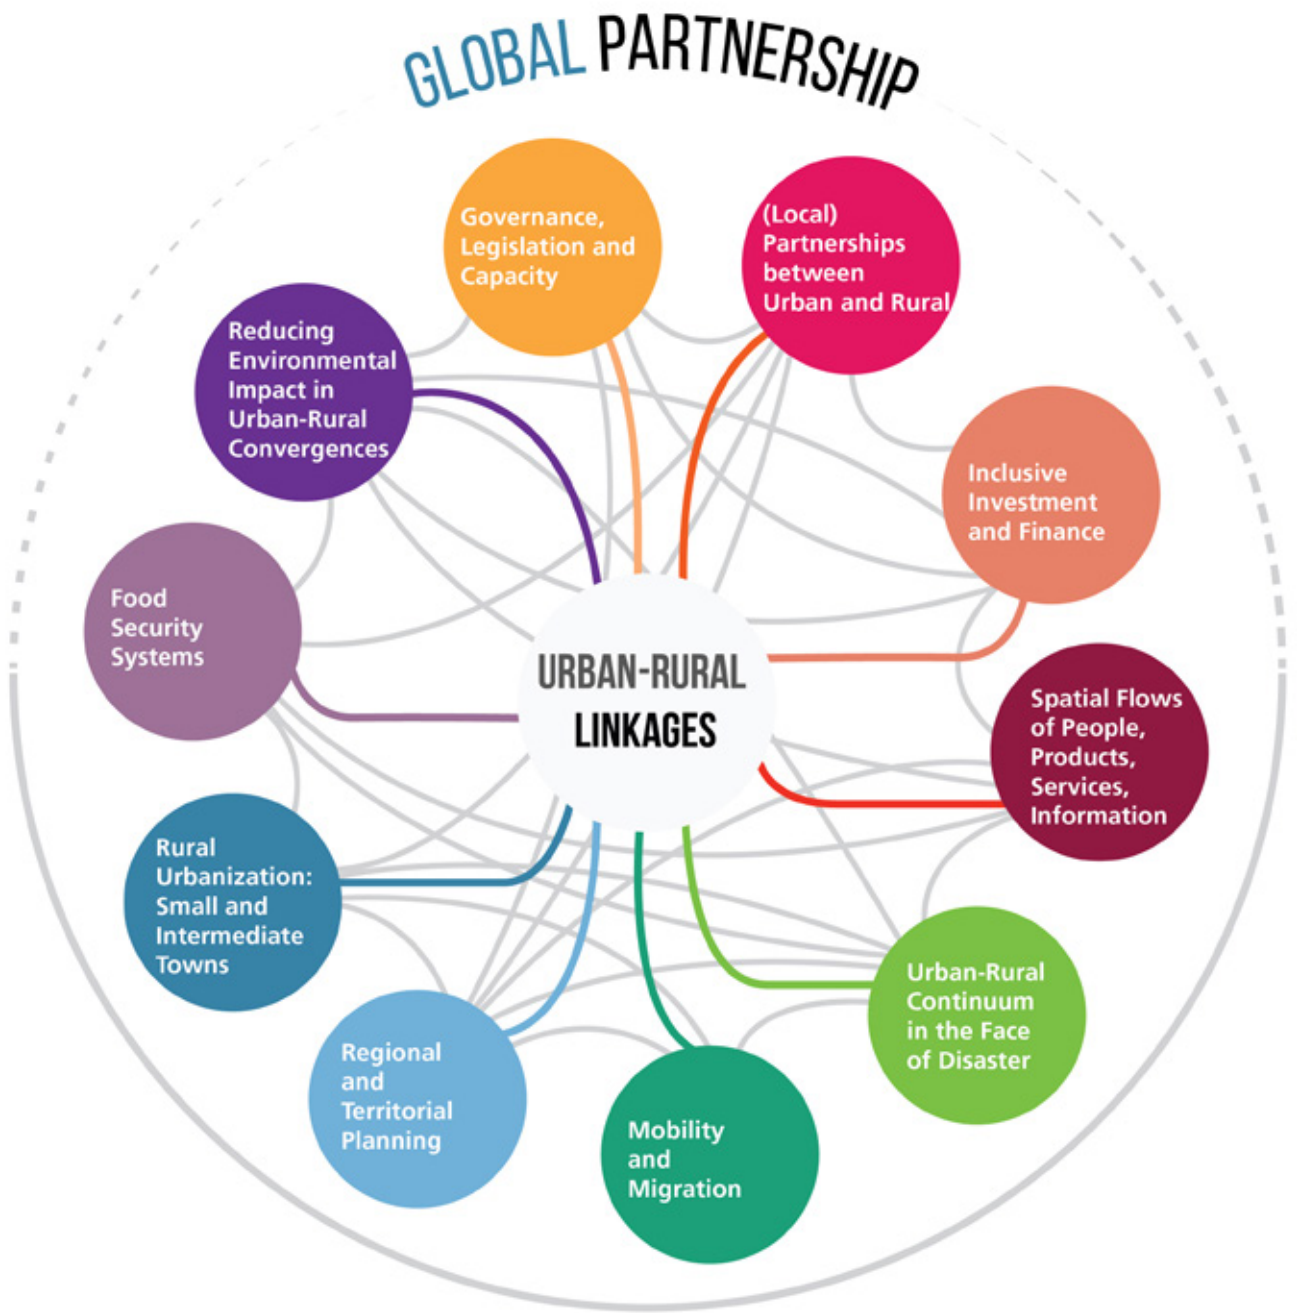 GLOBAL PARTNERSHIP
Governance,
Legislation and
Capacity
(Local)
Partnerships
between
Urban and Rural
Reducing
Environmental
Impact in
Urban-Rural
Convergences
Inclusive
Investment
and Finance
Food
Security
Systems
URBAN-RURAL
LINKAGES
Spatial Flows
of People,
Products,
Services,
Information
Rural
Urbanization:
Small and
Intermediate
Towns
Urban-Rural
Continuum
in the Face
of Disaster
Regional
and
Territorial
Planning
Mobility
and
Migration